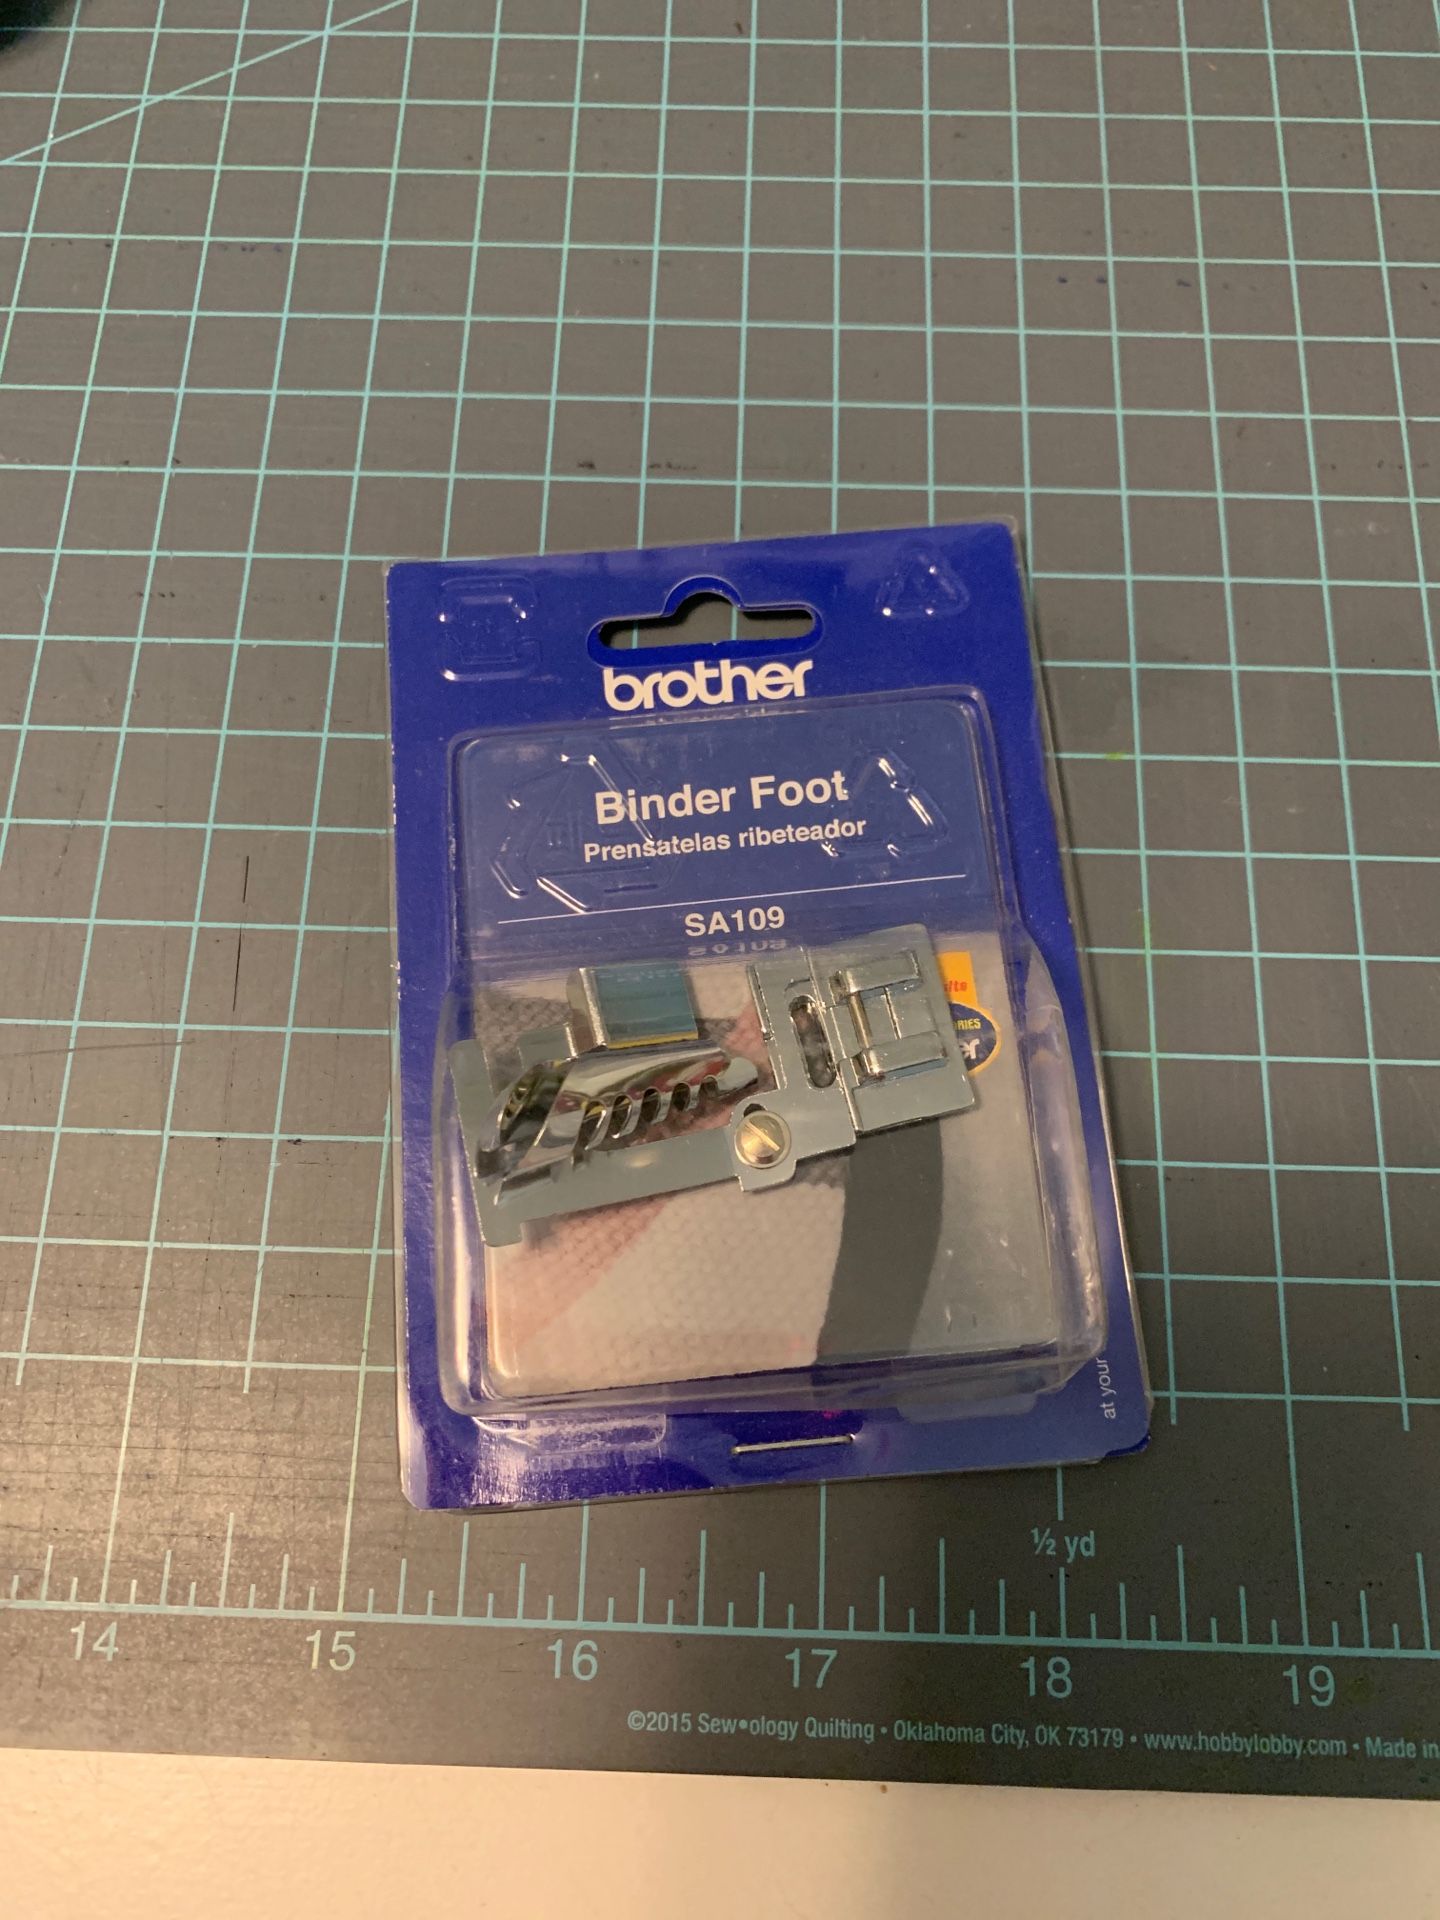 brother
Binder Foot
Prensatelas ribeteador
SA109
at your
½ yd
14 15 16 17 18 19
©2015 Sew•ology Quilting • Oklahoma City, OK 73179 • www.hobbylobby.com • Made in